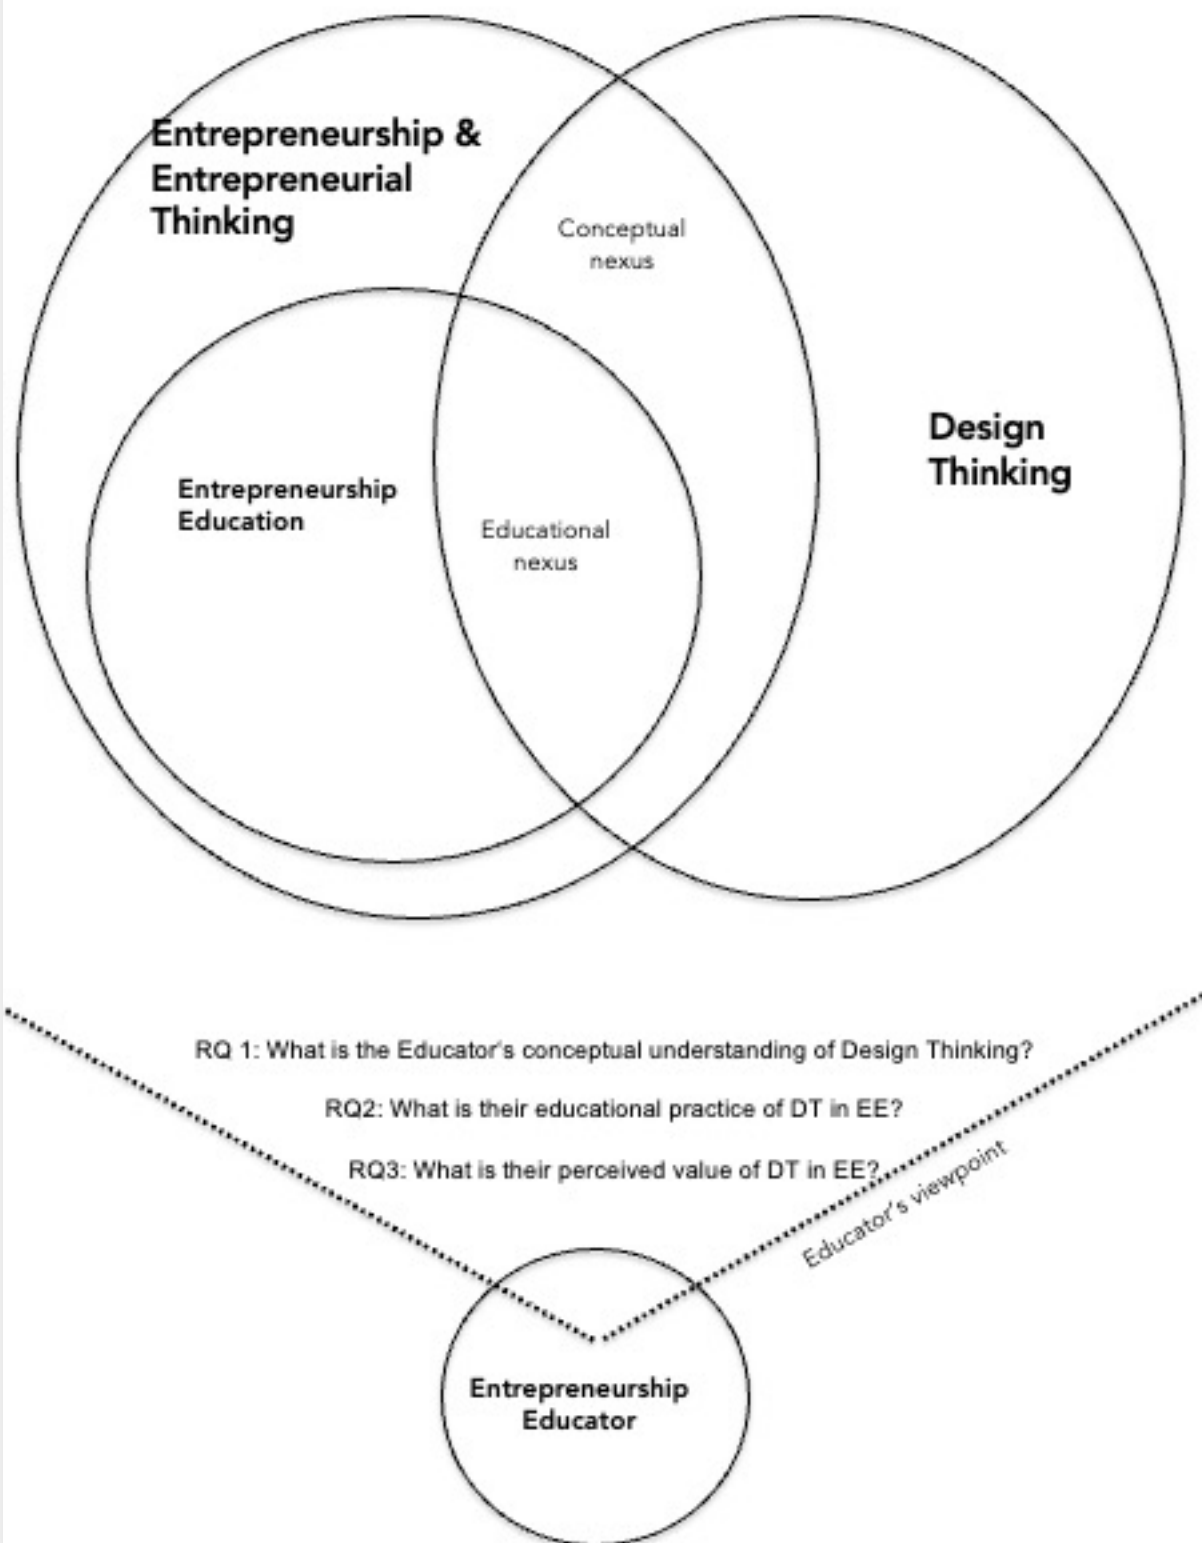 Entrepreneurship &
Entrepreneurial
Thinking
Conceptual
nexus
Design
Thinking
Entrepreneurship
Education
Educational
nexus
RQ 1: What is the Educator's conceptual understanding of Design Thinking?
RQ2: What is their educational practice of DT in EE?
RQ3: What is their perceived value of DT in EE?
Educator's viewpoint
Entrepreneurship
Educator